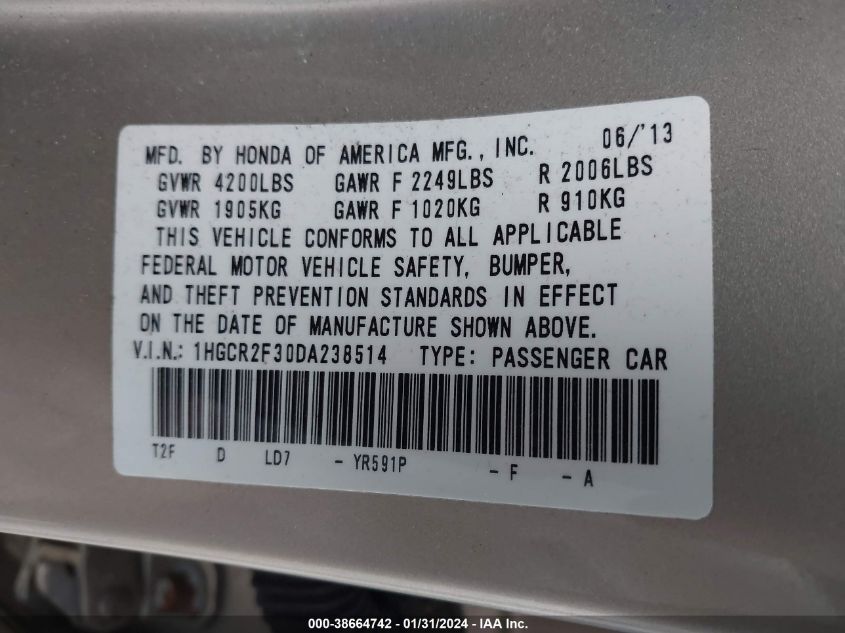 MFD. BY HONDA OF AMERICA MFG., INC. 06/'13
GVWR 4200LBS GAWR F 2249LBS R 2006LBS
GVWR 1905KG GAWR F 1020KG R 910KG
THIS VEHICLE CONFORMS TO ALL APPLICABLE
FEDERAL MOTOR VEHICLE SAFETY, BUMPER,
AND THEFT PREVENTION STANDARDS IN EFFECT
ON THE DATE OF MANUFACTURE SHOWN ABOVE.
V.I.N.: 1HGCR2F30DA238514 TYPE: PASSENGER CAR
T2F D LD7 - YR591P - F - A
000-38664742 - 01/31/2024 - IAA Inc.